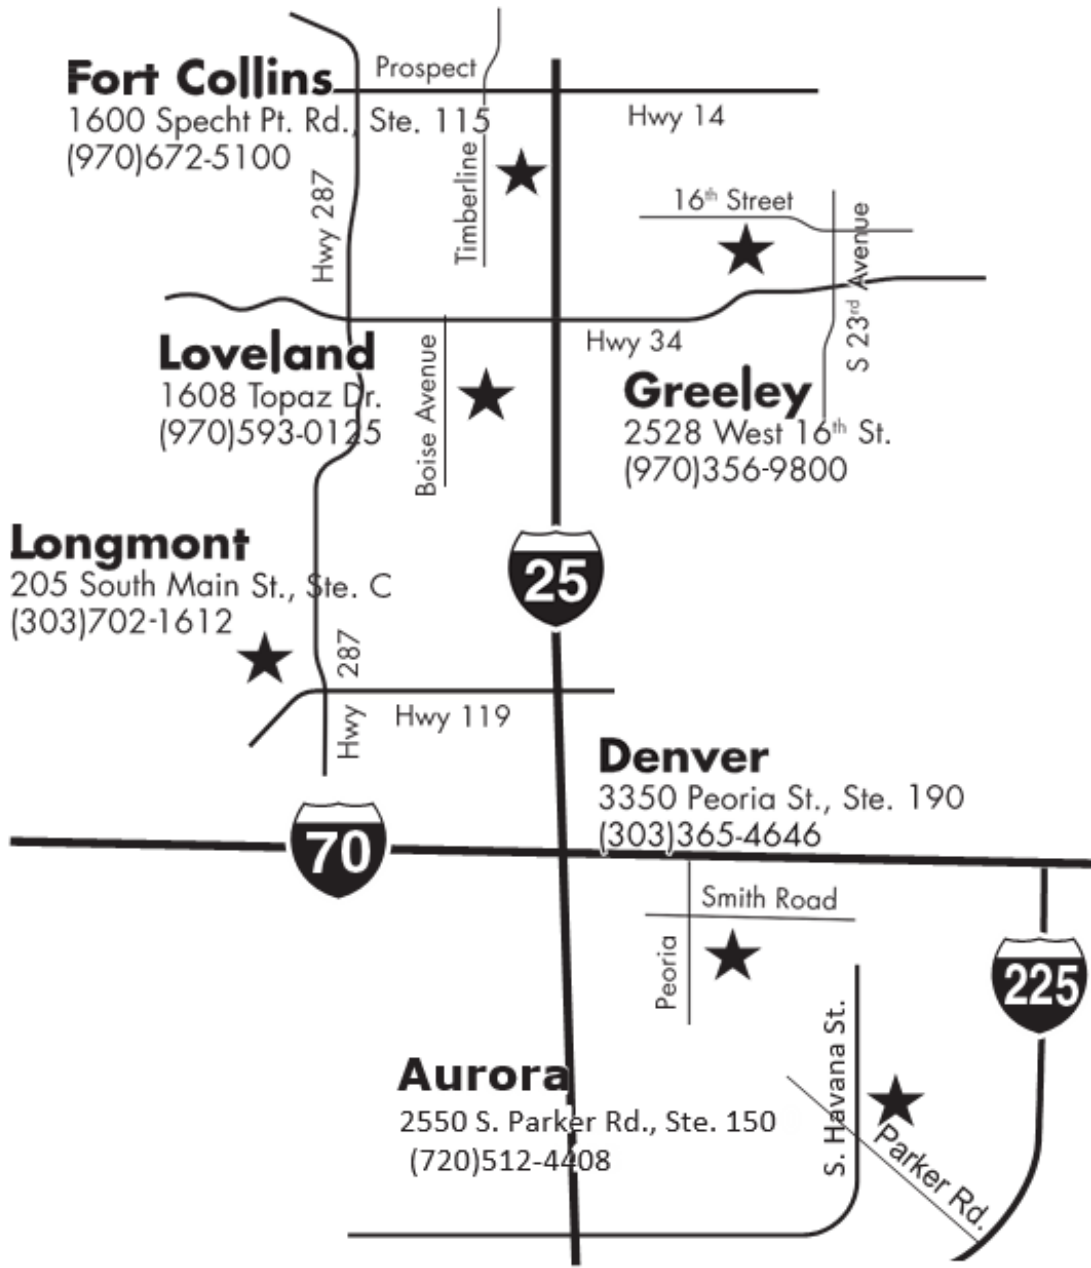 Prospect
Fort Collins
1600 Specht Pt. Rd., Ste. 115
(970)672-5100
Hwy 14
Timberline
Hwy 287
16th Street
S 23rd Avenue
Hwy 34
Loveland
1608 Topaz Dr.
(970)593-0125
Boise Avenue
Greeley
2528 West 16th St.
(970)356-9800
Longmont
205 South Main St., Ste. C
(303)702-1612
25
Hwy 287
Hwy 119
Denver
3350 Peoria St., Ste. 190
(303)365-4646
70
Smith Road
Peoria
225
S. Havana St.
Aurora
2550 S. Parker Rd., Ste. 150
(720)512-4408
Parker Rd.